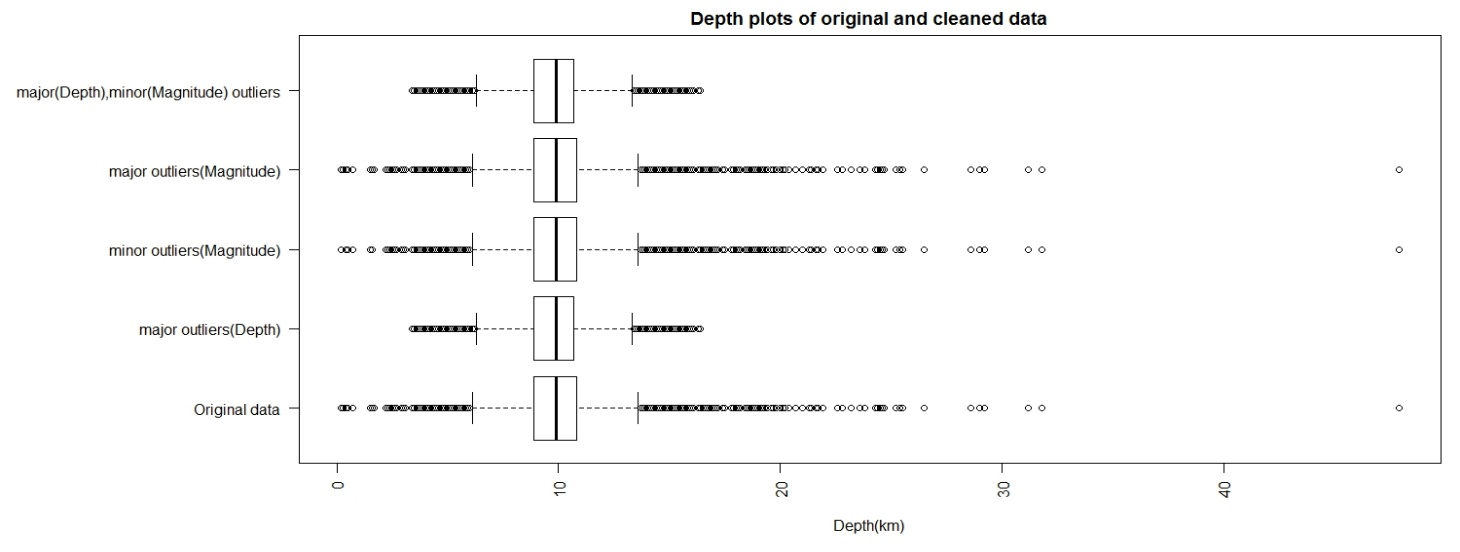 Depth plots of original and cleaned data
major(Depth),minor(Magnitude) outliers
major outliers(Magnitude)
minor outliers(Magnitude)
major outliers(Depth)
Original data
0
10
20
30
40
Depth(km)